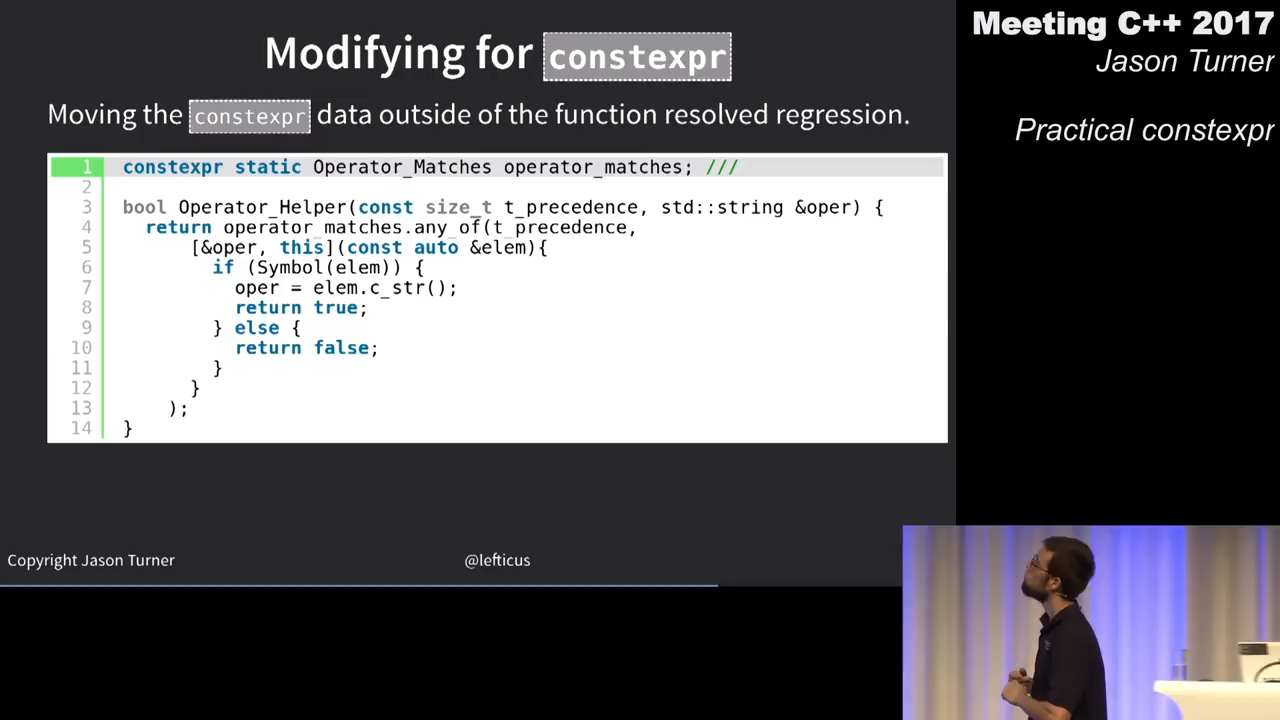 Modifying for constexpr
Moving the constexpr data outside of the function resolved regression.
1 constexpr static Operator_Matches operator_matches; ///
2
3 bool Operator_Helper(const size_t t_precedence, std::string &oper) {
4 return operator_matches.any_of(t_precedence,
5 [&oper, this](const auto &elem){
6 if (Symbol(elem)) {
7 oper = elem.c_str();
8 return true;
9 } else {
10 return false;
11 }
12 }
13 );
14 }
Copyright Jason Turner
@lefticus
Meeting C++ 2017
Jason Turner
Practical constexpr